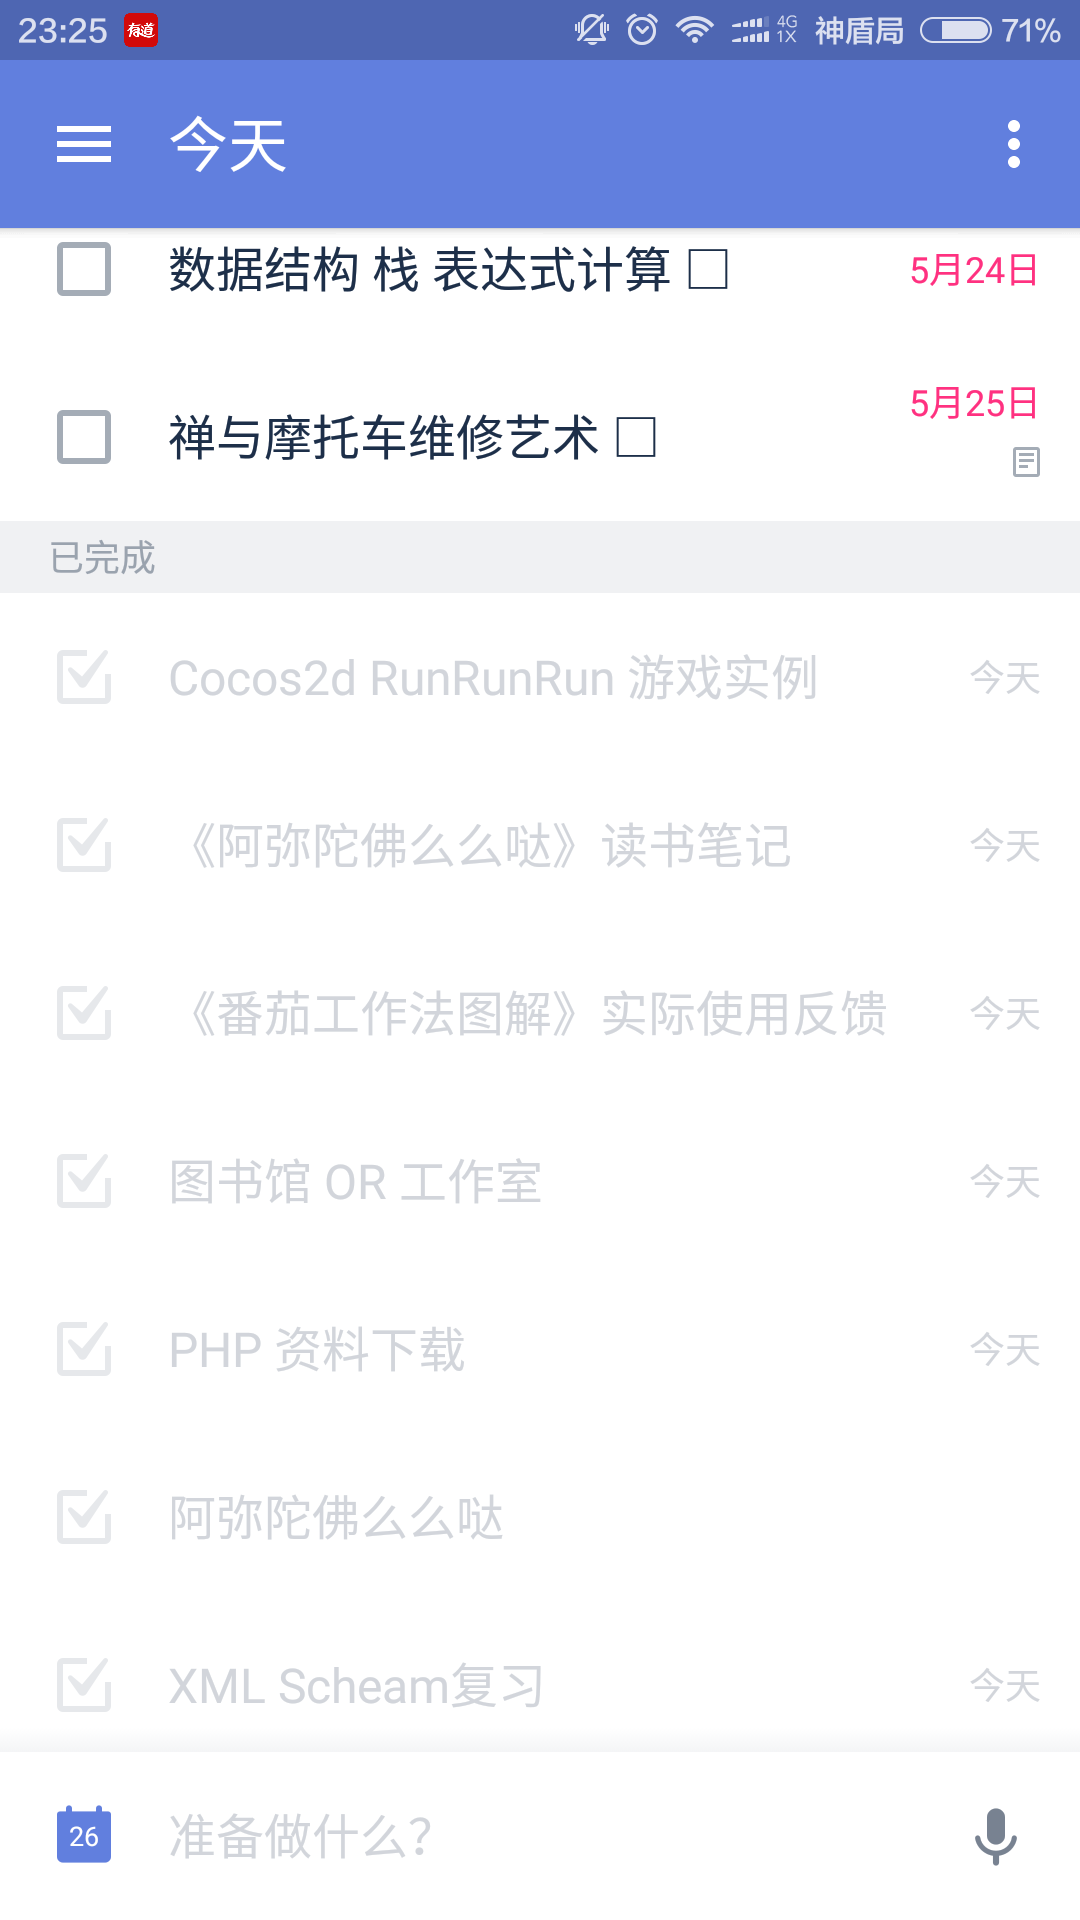 23:25 有道 4G 1X 神盾局 71%
今天
数据结构 栈 表达式计算 □ 5月24日
禅与摩托车维修艺术 □ 5月25日
已完成
Cocos2d RunRunRun 游戏实例 今天
《阿弥陀佛么么哒》读书笔记 今天
《番茄工作法图解》实际使用反馈 今天
图书馆 OR 工作室 今天
PHP 资料下载 今天
阿弥陀佛么么哒
XML Scheam复习 今天
26 准备做什么?